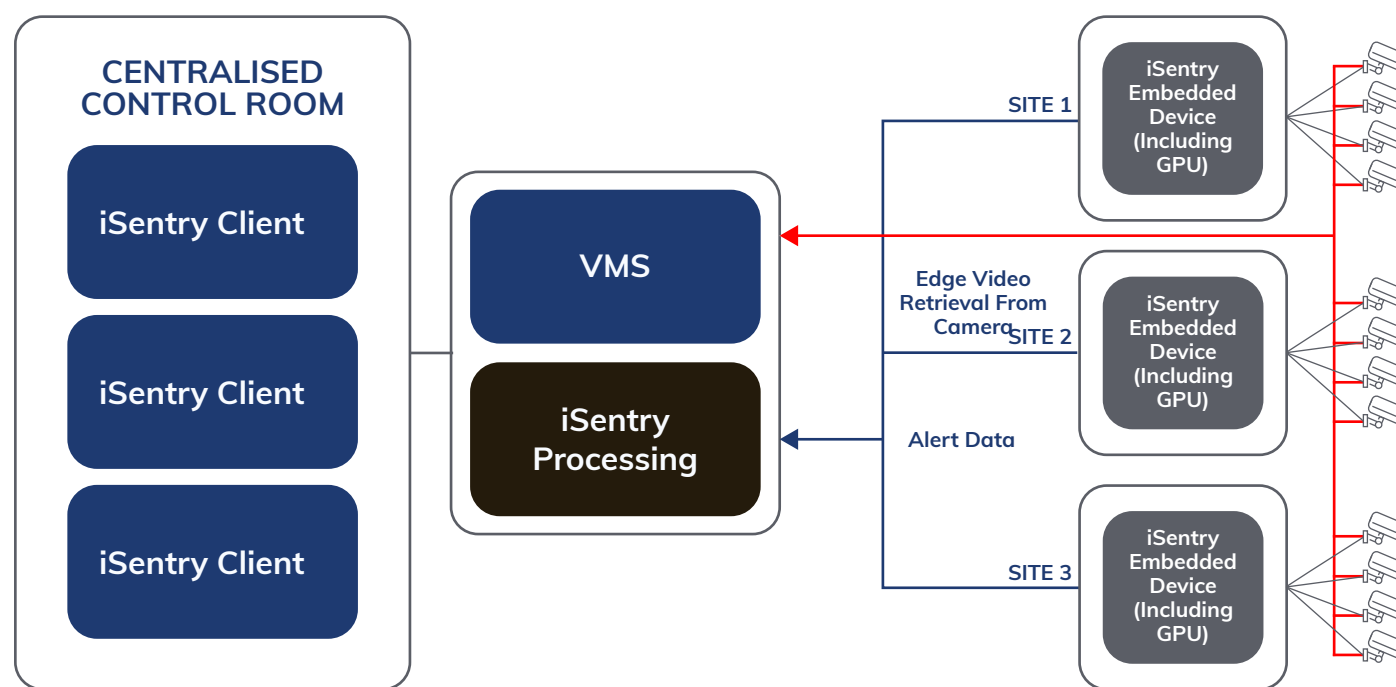 CENTRALISED
CONTROL ROOM
iSentry Client
iSentry Client
iSentry Client
VMS
iSentry
Processing
SITE 1
Edge Video
Retrieval From
Camera
SITE 2
Alert Data
SITE 3
iSentry
Embedded
Device
(Including
GPU)
iSentry
Embedded
Device
(Including
GPU)
iSentry
Embedded
Device
(Including
GPU)